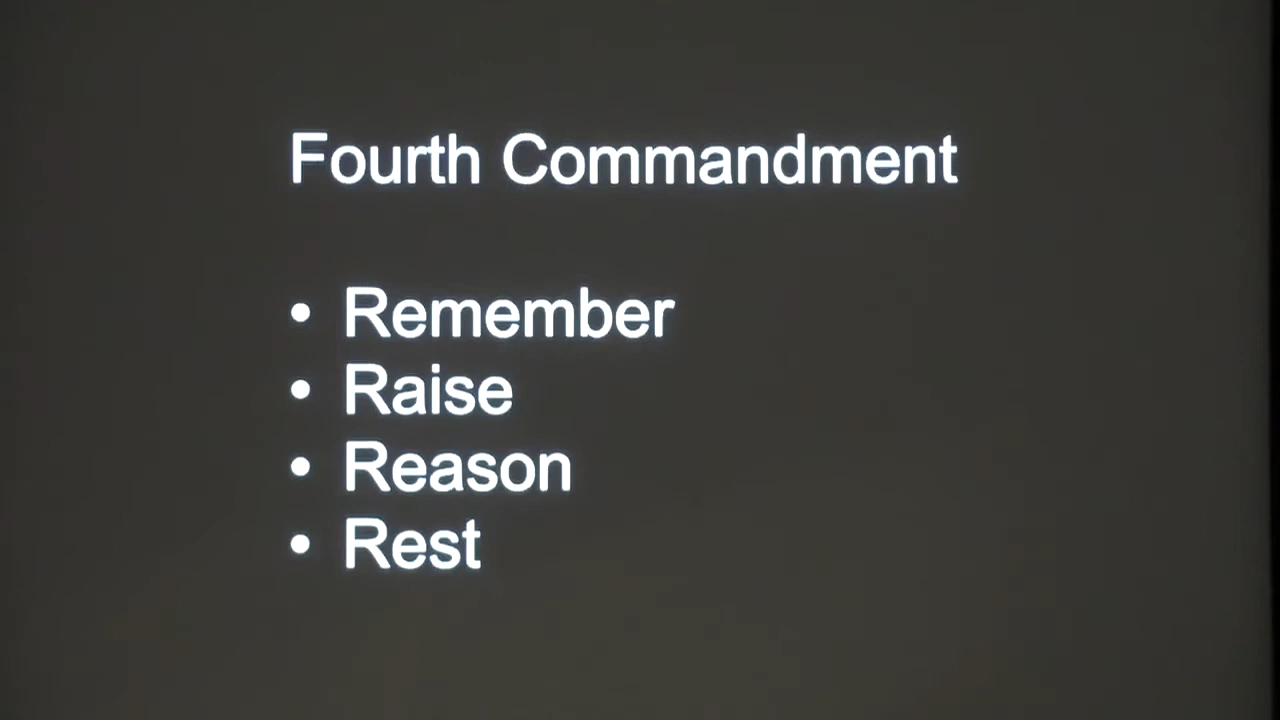 Fourth Commandment
• Remember
• Raise
• Reason
• Rest